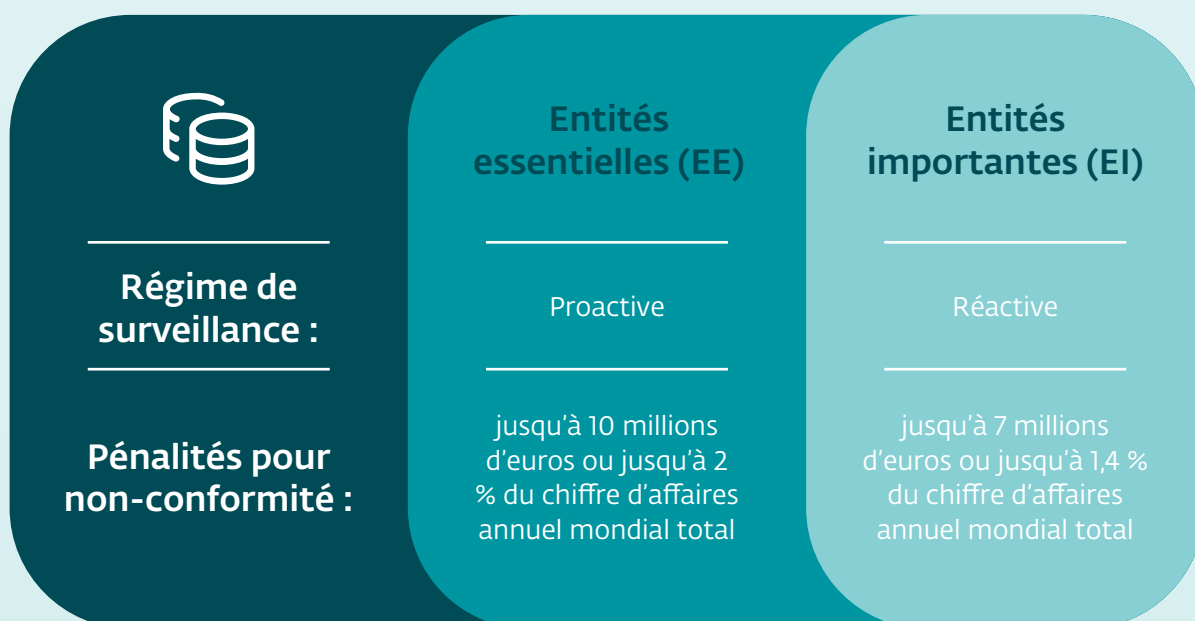 Entités
essentielles (EE)
Entités
importantes (EI)
Régime de
surveillance :
Proactive
Réactive
Pénalités pour
non-conformité :
jusqu'à 10 millions
d'euros ou jusqu'à 2
% du chiffre d'affaires
annuel mondial total
jusqu'à 7 millions
d'euros ou jusqu'à 1,4 %
du chiffre d'affaires
annuel mondial total